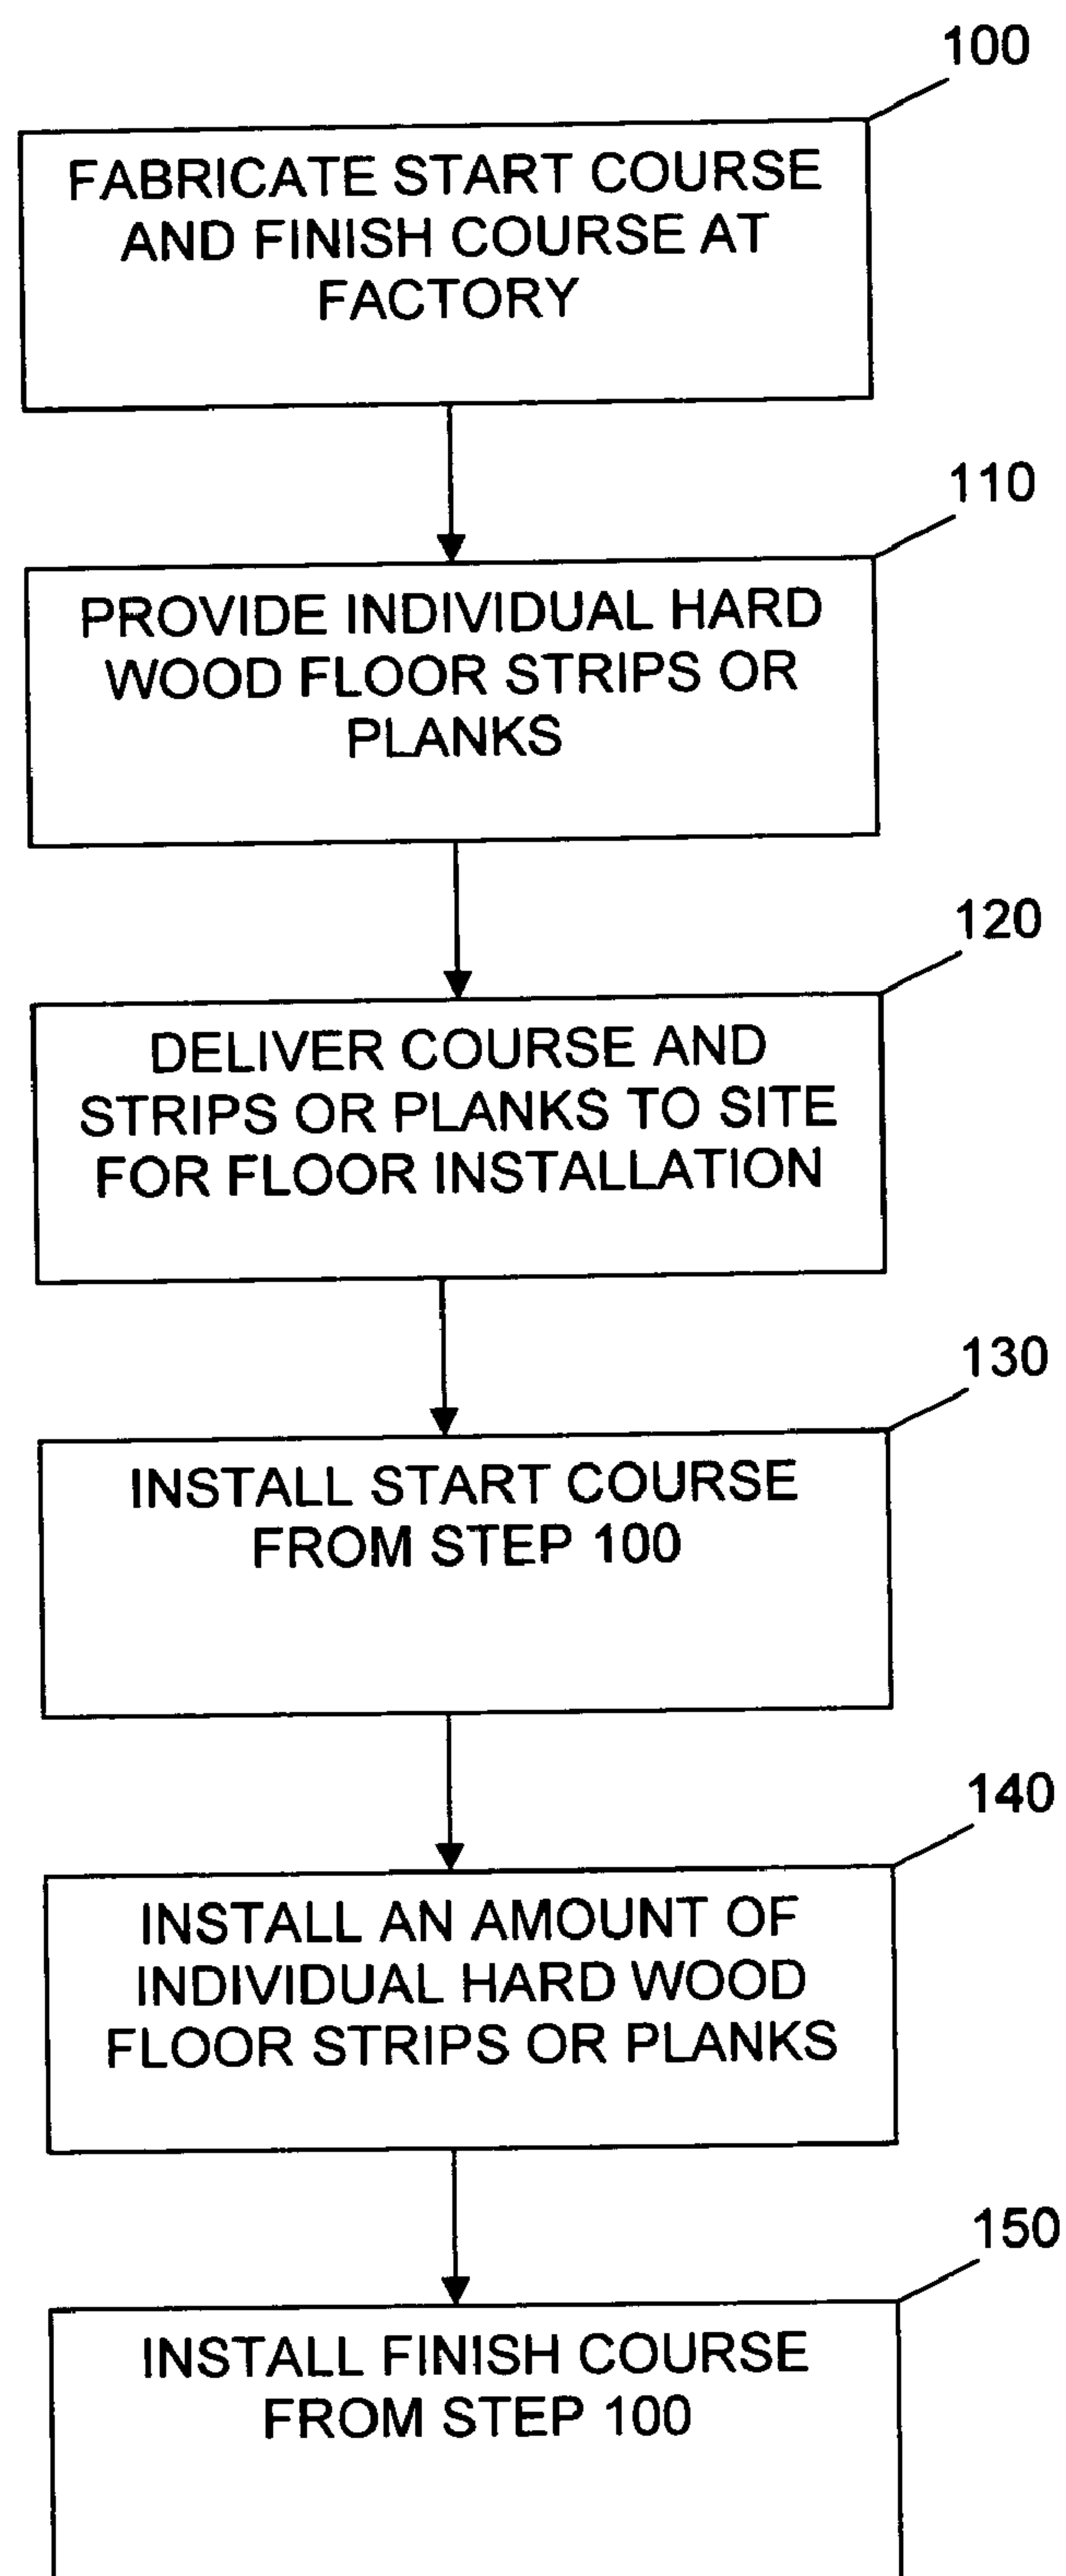 100
FABRICATE START COURSE
AND FINISH COURSE AT
FACTORY
110
PROVIDE INDIVIDUAL HARD
WOOD FLOOR STRIPS OR
PLANKS
120
DELIVER COURSE AND
STRIPS OR PLANKS TO SITE
FOR FLOOR INSTALLATION
130
INSTALL START COURSE
FROM STEP 100
140
INSTALL AN AMOUNT OF
INDIVIDUAL HARD WOOD
FLOOR STRIPS OR PLANKS
150
INSTALL FINISH COURSE
FROM STEP 100